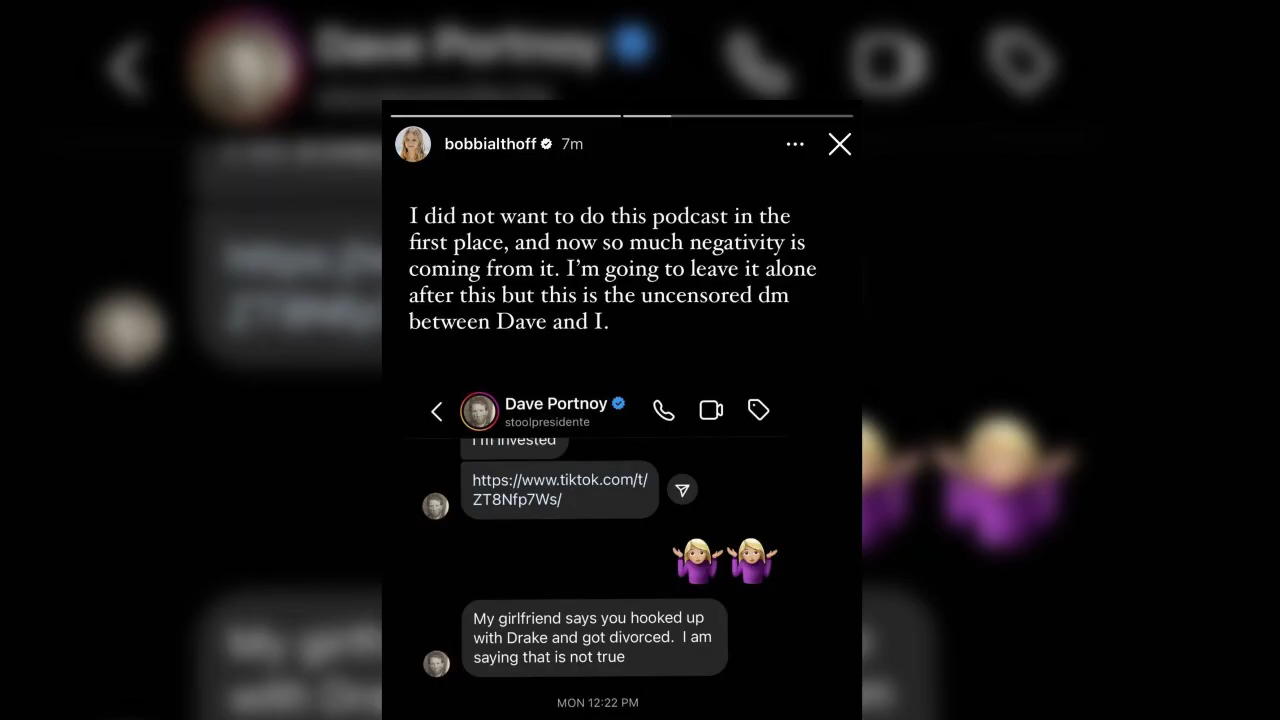 Dave Portnoy
bobbialthoff 7m
I did not want to do this podcast in the
first place, and now so much negativity is
coming from it. I’m going to leave it alone
after this but this is the uncensored dm
between Dave and I.
Dave Portnoy
stoolpresidente
I'm invested
https://www.tiktok.com/t/
ZT8Nfp7Ws/
My girlfriend says you hooked up
with Drake and got divorced. I am
saying that is not true
MON 12:22 PM